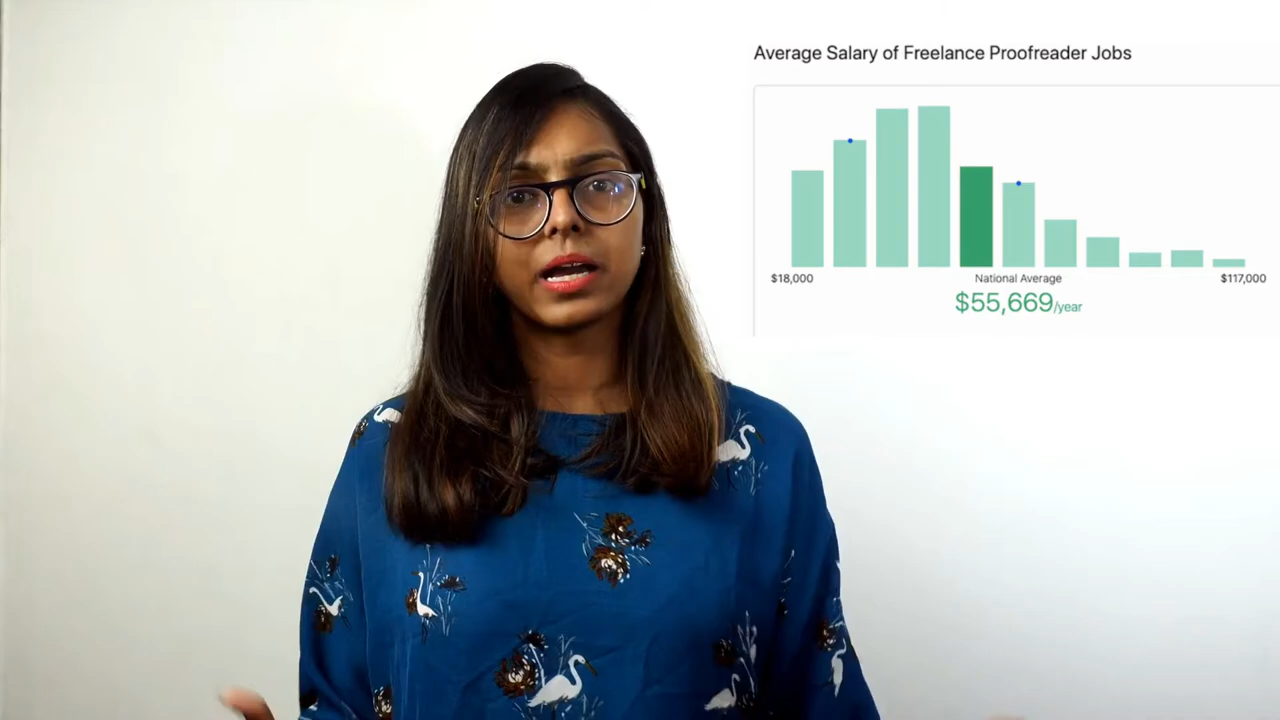 Average Salary of Freelance Proofreader Jobs
$18,000
National Average
$117,000
$55,669/year